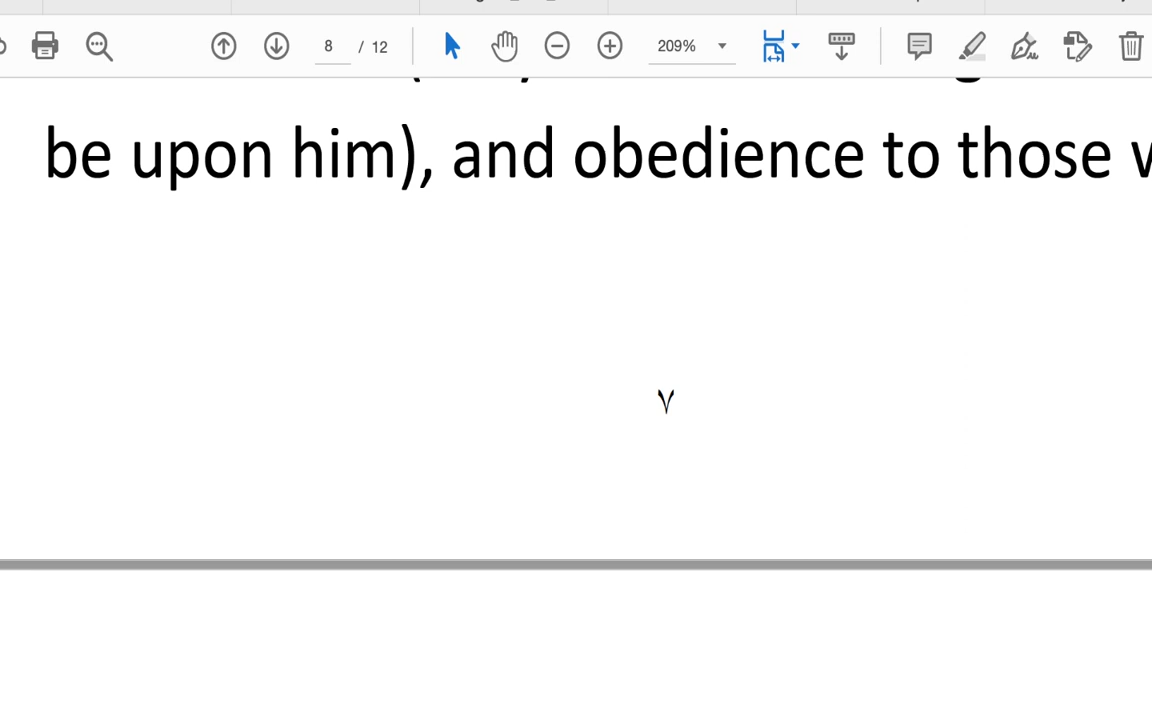 8 / 12
209%
be upon him), and obedience to those
٧